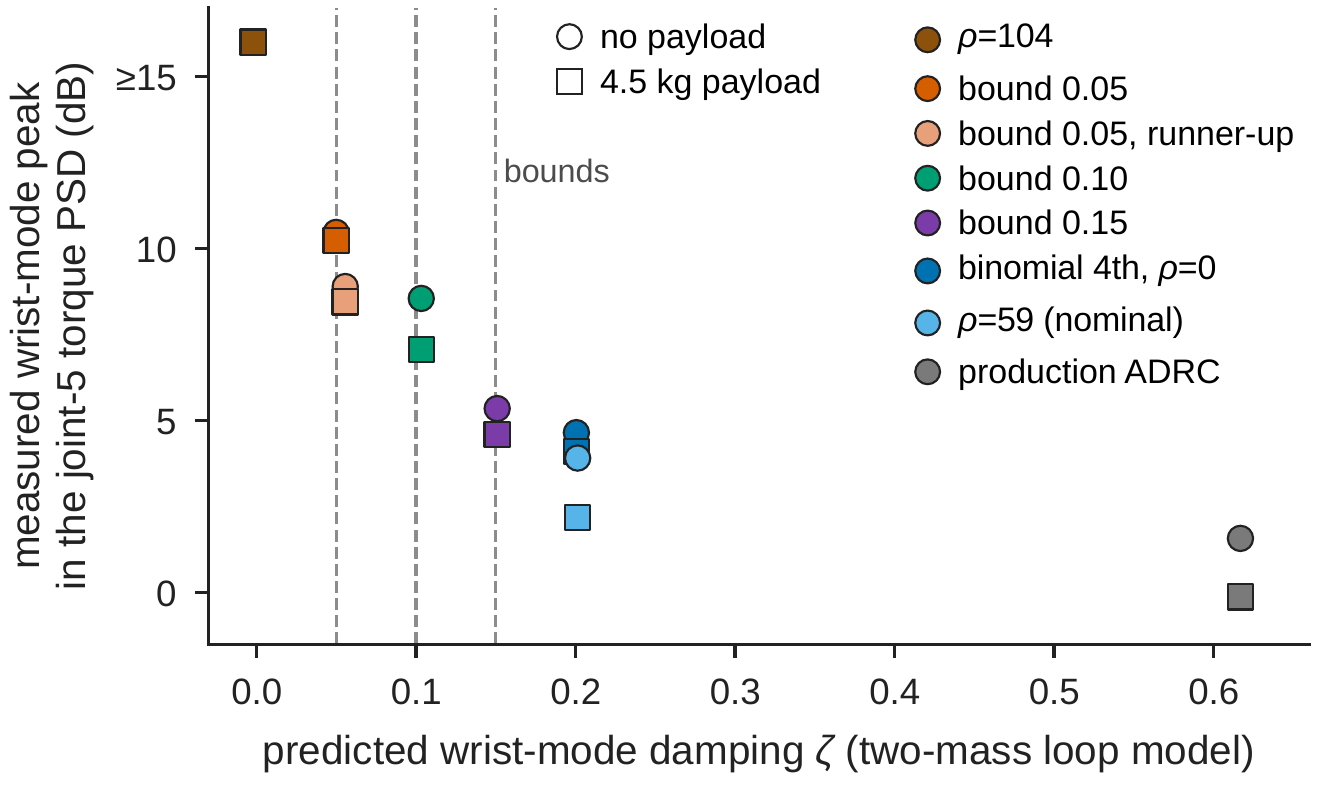 measured wrist-mode peak
in the joint-5 torque PSD (dB)
≥15
10
5
0
bounds
no payload
4.5 kg payload
ρ=104
bound 0.05
bound 0.05, runner-up
bound 0.10
bound 0.15
binomial 4th, ρ=0
ρ=59 (nominal)
production ADRC
0.0 0.1 0.2 0.3 0.4 0.5 0.6
predicted wrist-mode damping ζ (two-mass loop model)